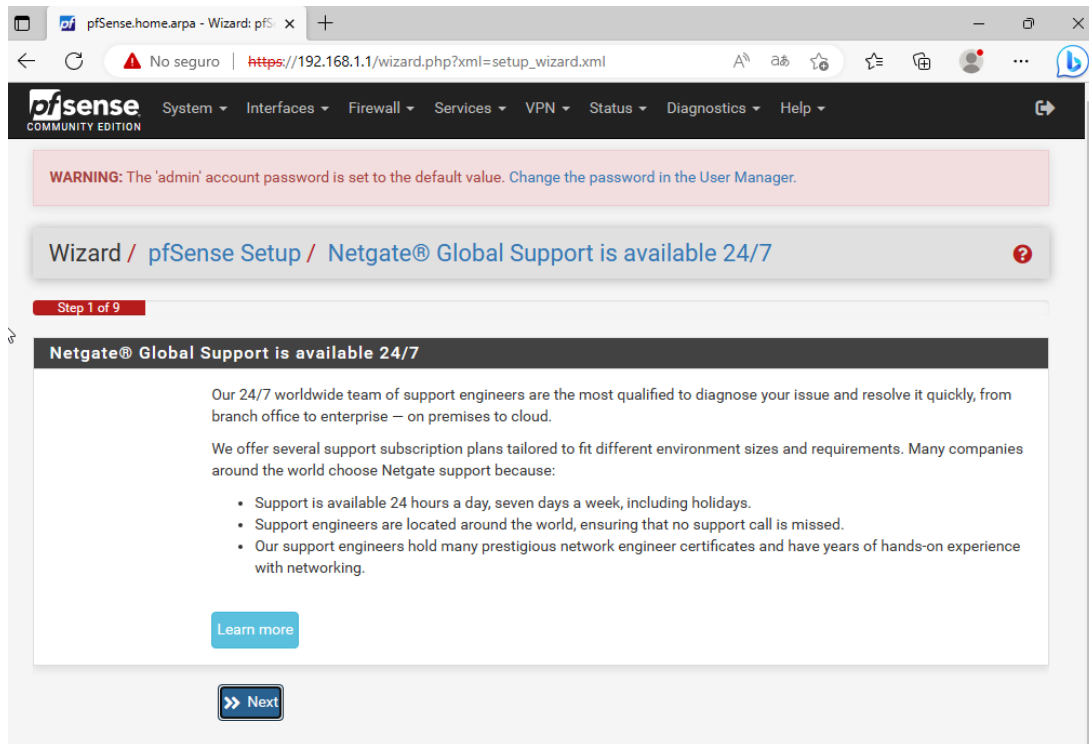 pfSense.home.arpa - Wizard: pfS
No seguro | https://192.168.1.1/wizard.php?xml=setup_wizard.xml
pfsense System Interfaces Firewall Services VPN Status Diagnostics Help
COMMUNITY EDITION
WARNING: The 'admin' account password is set to the default value. Change the password in the User Manager.
Wizard / pfSense Setup / Netgate® Global Support is available 24/7
Step 1 of 9
Netgate® Global Support is available 24/7
Our 24/7 worldwide team of support engineers are the most qualified to diagnose your issue and resolve it quickly, from
branch office to enterprise — on premises to cloud.
We offer several support subscription plans tailored to fit different environment sizes and requirements. Many companies
around the world choose Netgate support because:
• Support is available 24 hours a day, seven days a week, including holidays.
• Support engineers are located around the world, ensuring that no support call is missed.
• Our support engineers hold many prestigious network engineer certificates and have years of hands-on experience
with networking.
Learn more
Next